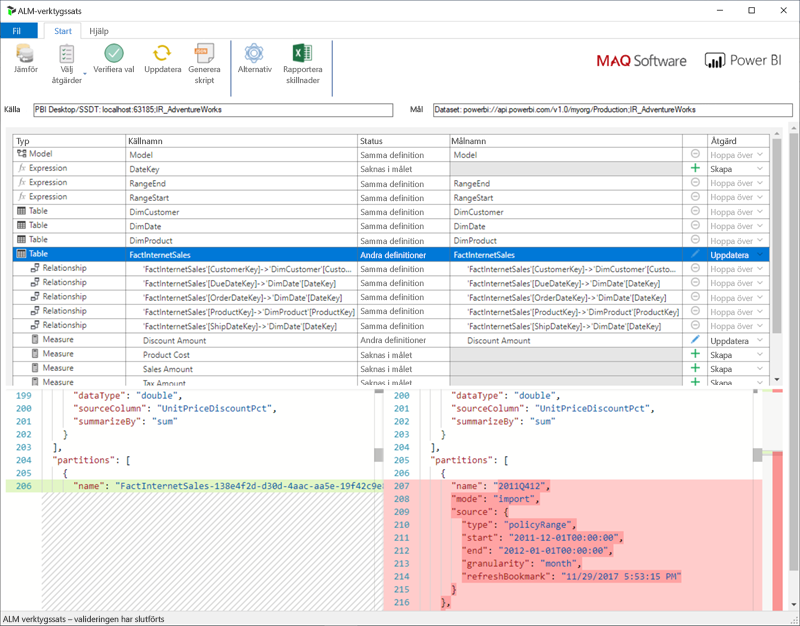 ALM-verktygssats
Fil Start Hjälp
Jämför Välj åtgärder Verifiera val Uppdatera Generera skript Alternativ Rapportera skillnader
MAQ Software Power BI
Källa PBI Desktop/SSDT: localhost:63185;IR_AdventureWorks Mål Dataset: powerbi://api.powerbi.com/v1.0/myorg/Production;IR_AdventureWorks
Typ Källnamn Status Målnamn Åtgärd
Model Model Samma definition Model Hoppa över
Expression DateKey Saknas i målet Skapa
Expression RangeEnd Samma definition RangeEnd Hoppa över
Expression RangeStart Samma definition RangeStart Hoppa över
Table DimCustomer Samma definition DimCustomer Hoppa över
Table DimDate Samma definition DimDate Hoppa över
Table DimProduct Samma definition DimProduct Hoppa över
Table FactInternetSales Andra definitioner FactInternetSales Uppdatera
Relationship 'FactInternetSales'[CustomerKey]->'DimCustomer'[Custo... Samma definition 'FactInternetSales'[CustomerKey]->'DimCustomer'[Custo... Hoppa över
Relationship 'FactInternetSales'[DueDateKey]->'DimDate'[DateKey] Samma definition 'FactInternetSales'[DueDateKey]->'DimDate'[DateKey] Hoppa över
Relationship 'FactInternetSales'[OrderDateKey]->'DimDate'[DateKey] Samma definition 'FactInternetSales'[OrderDateKey]->'DimDate'[DateKey] Hoppa över
Relationship 'FactInternetSales'[ProductKey]->'DimProduct'[ProductKey] Samma definition 'FactInternetSales'[ProductKey]->'DimProduct'[ProductKey] Hoppa över
Relationship 'FactInternetSales'[ShipDateKey]->'DimDate'[DateKey] Samma definition 'FactInternetSales'[ShipDateKey]->'DimDate'[DateKey] Hoppa över
Measure Discount Amount Andra definitioner Discount Amount Uppdatera
Measure Product Cost Saknas i målet Skapa
Measure Sales Amount Saknas i målet Skapa
Measure Tax Amount Saknas i målet Skapa
199 "dataType": "double",
200 "sourceColumn": "UnitPriceDiscountPct",
201 "summarizeBy": "sum"
202 }
203 ],
204 "partitions": [
205 {
206 "name": "FactInternetSales-138e4f2d-d30d-4aac-aa5e-19f42c9e
200 "dataType": "double",
201 "sourceColumn": "UnitPriceDiscountPct",
202 "summarizeBy": "sum"
203 }
204 ],
205 "partitions": [
206 {
207 "name": "2011Q412",
208 "mode": "import",
209 "source": {
210 "type": "policyRange",
211 "start": "2011-12-01T00:00:00",
212 "end": "2012-01-01T00:00:00",
213 "granularity": "month",
214 "refreshBookmark": "11/29/2017 5:53:15 PM"
215 }
216 },
ALM verktygssats – valideringen har slutförts